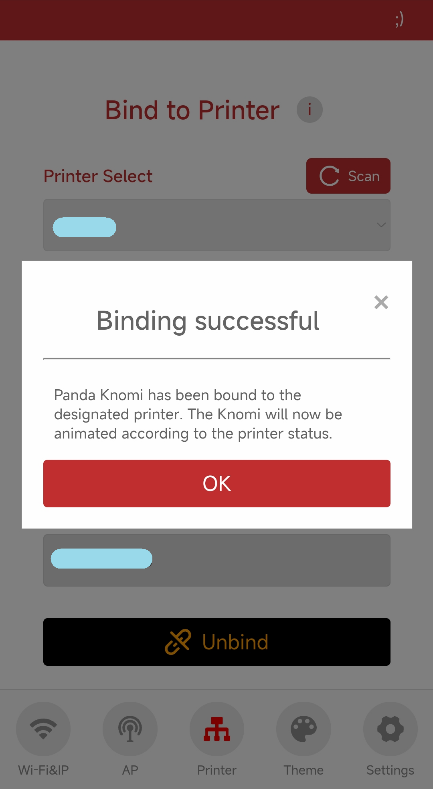 ;)
Bind to Printer i
Printer Select
Scan
×
Binding successful
Panda Knomi has been bound to the
designated printer. The Knomi will now be
animated according to the printer status.
OK
Unbind
Wi-Fi&IP
AP
Printer
Theme
Settings